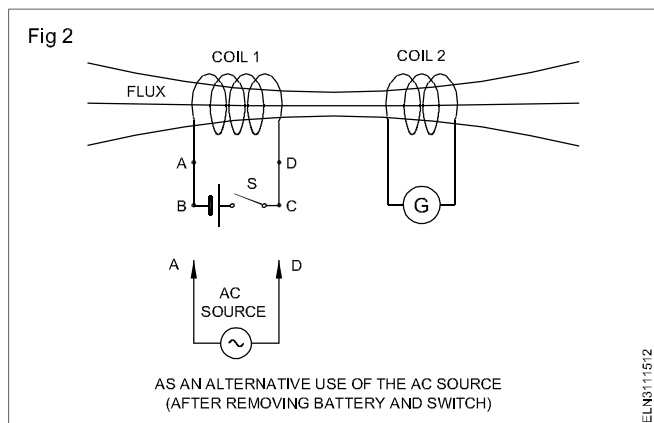 Fig 2
COIL 1
COIL 2
FLUX
A
D
S
B
C
G
A
D
AC
SOURCE
AS AN ALTERNATIVE USE OF THE AC SOURCE
(AFTER REMOVING BATTERY AND SWITCH)
ELN3111512